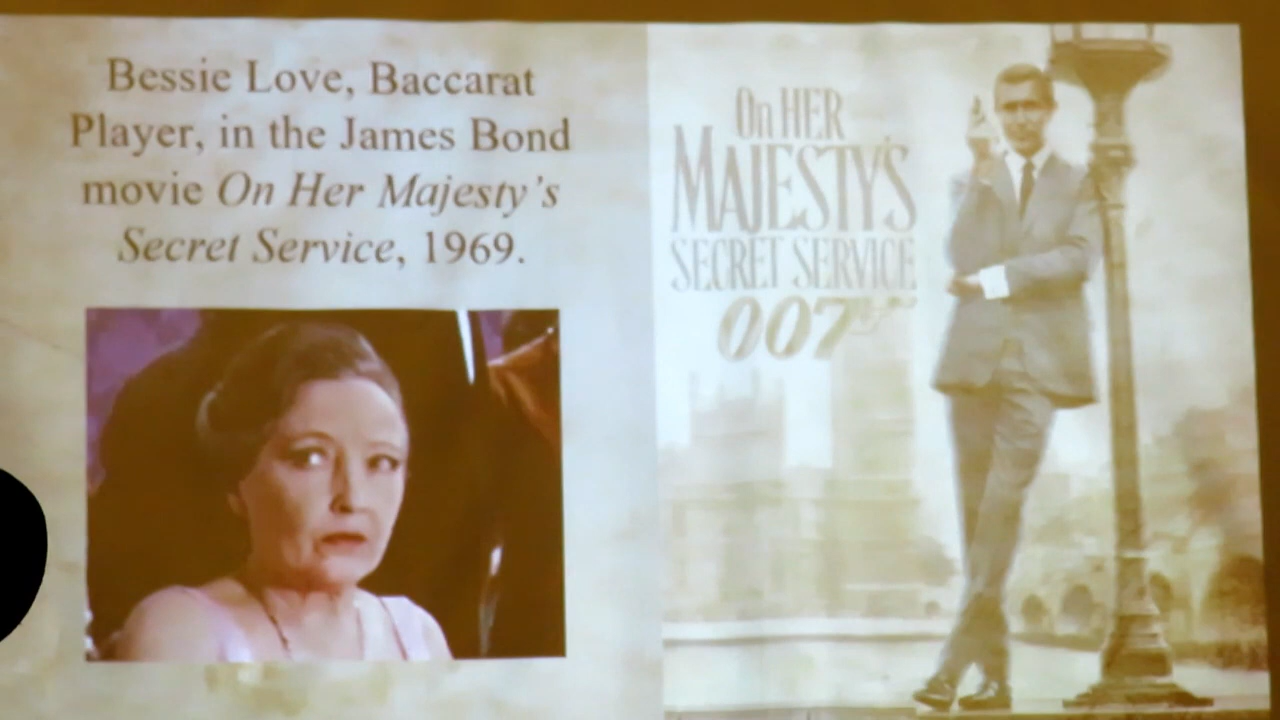 Bessie Love, Baccarat
Player, in the James Bond
movie On Her Majesty's
Secret Service, 1969.
On HER
MAJESTY'S
SECRET SERVICE
007